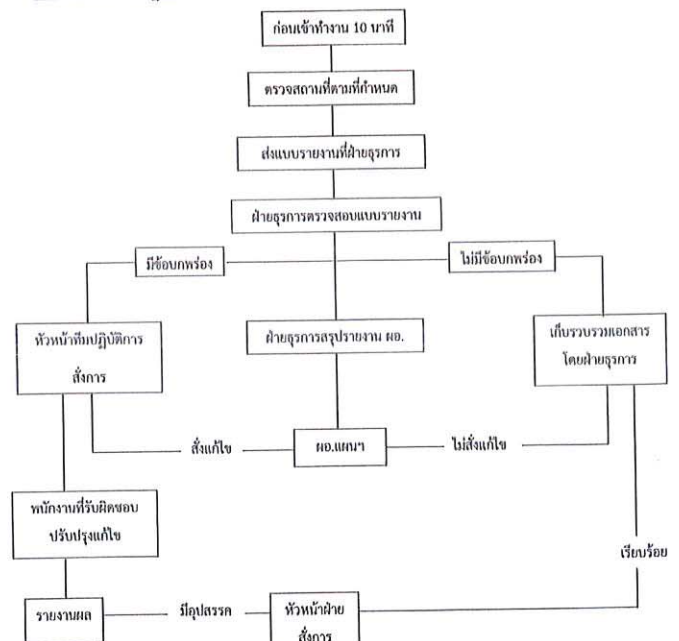 ก่อนเข้าทำงาน 10 นาที
ตรวจสถานที่ตามที่กำหนด
ส่งแบบรายงานที่ฝ่ายธุรการ
ฝ่ายธุรการตรวจสอบแบบรายงาน
มีข้อบกพร่อง
ไม่มีข้อบกพร่อง
หัวหน้าทีมปฏิบัติการ
สั่งการ
ฝ่ายธุรการสรุปรายงาน ผอ.
เก็บรวบรวมเอกสาร
โดยฝ่ายธุรการ
สั่งแก้ไข
ผอ.แผนฯ
ไม่สั่งแก้ไข
พนักงานที่รับผิดชอบ
ปรับปรุงแก้ไข
เรียบร้อย
รายงานผล
มีอุปสรรค
หัวหน้าฝ่าย
สั่งการ